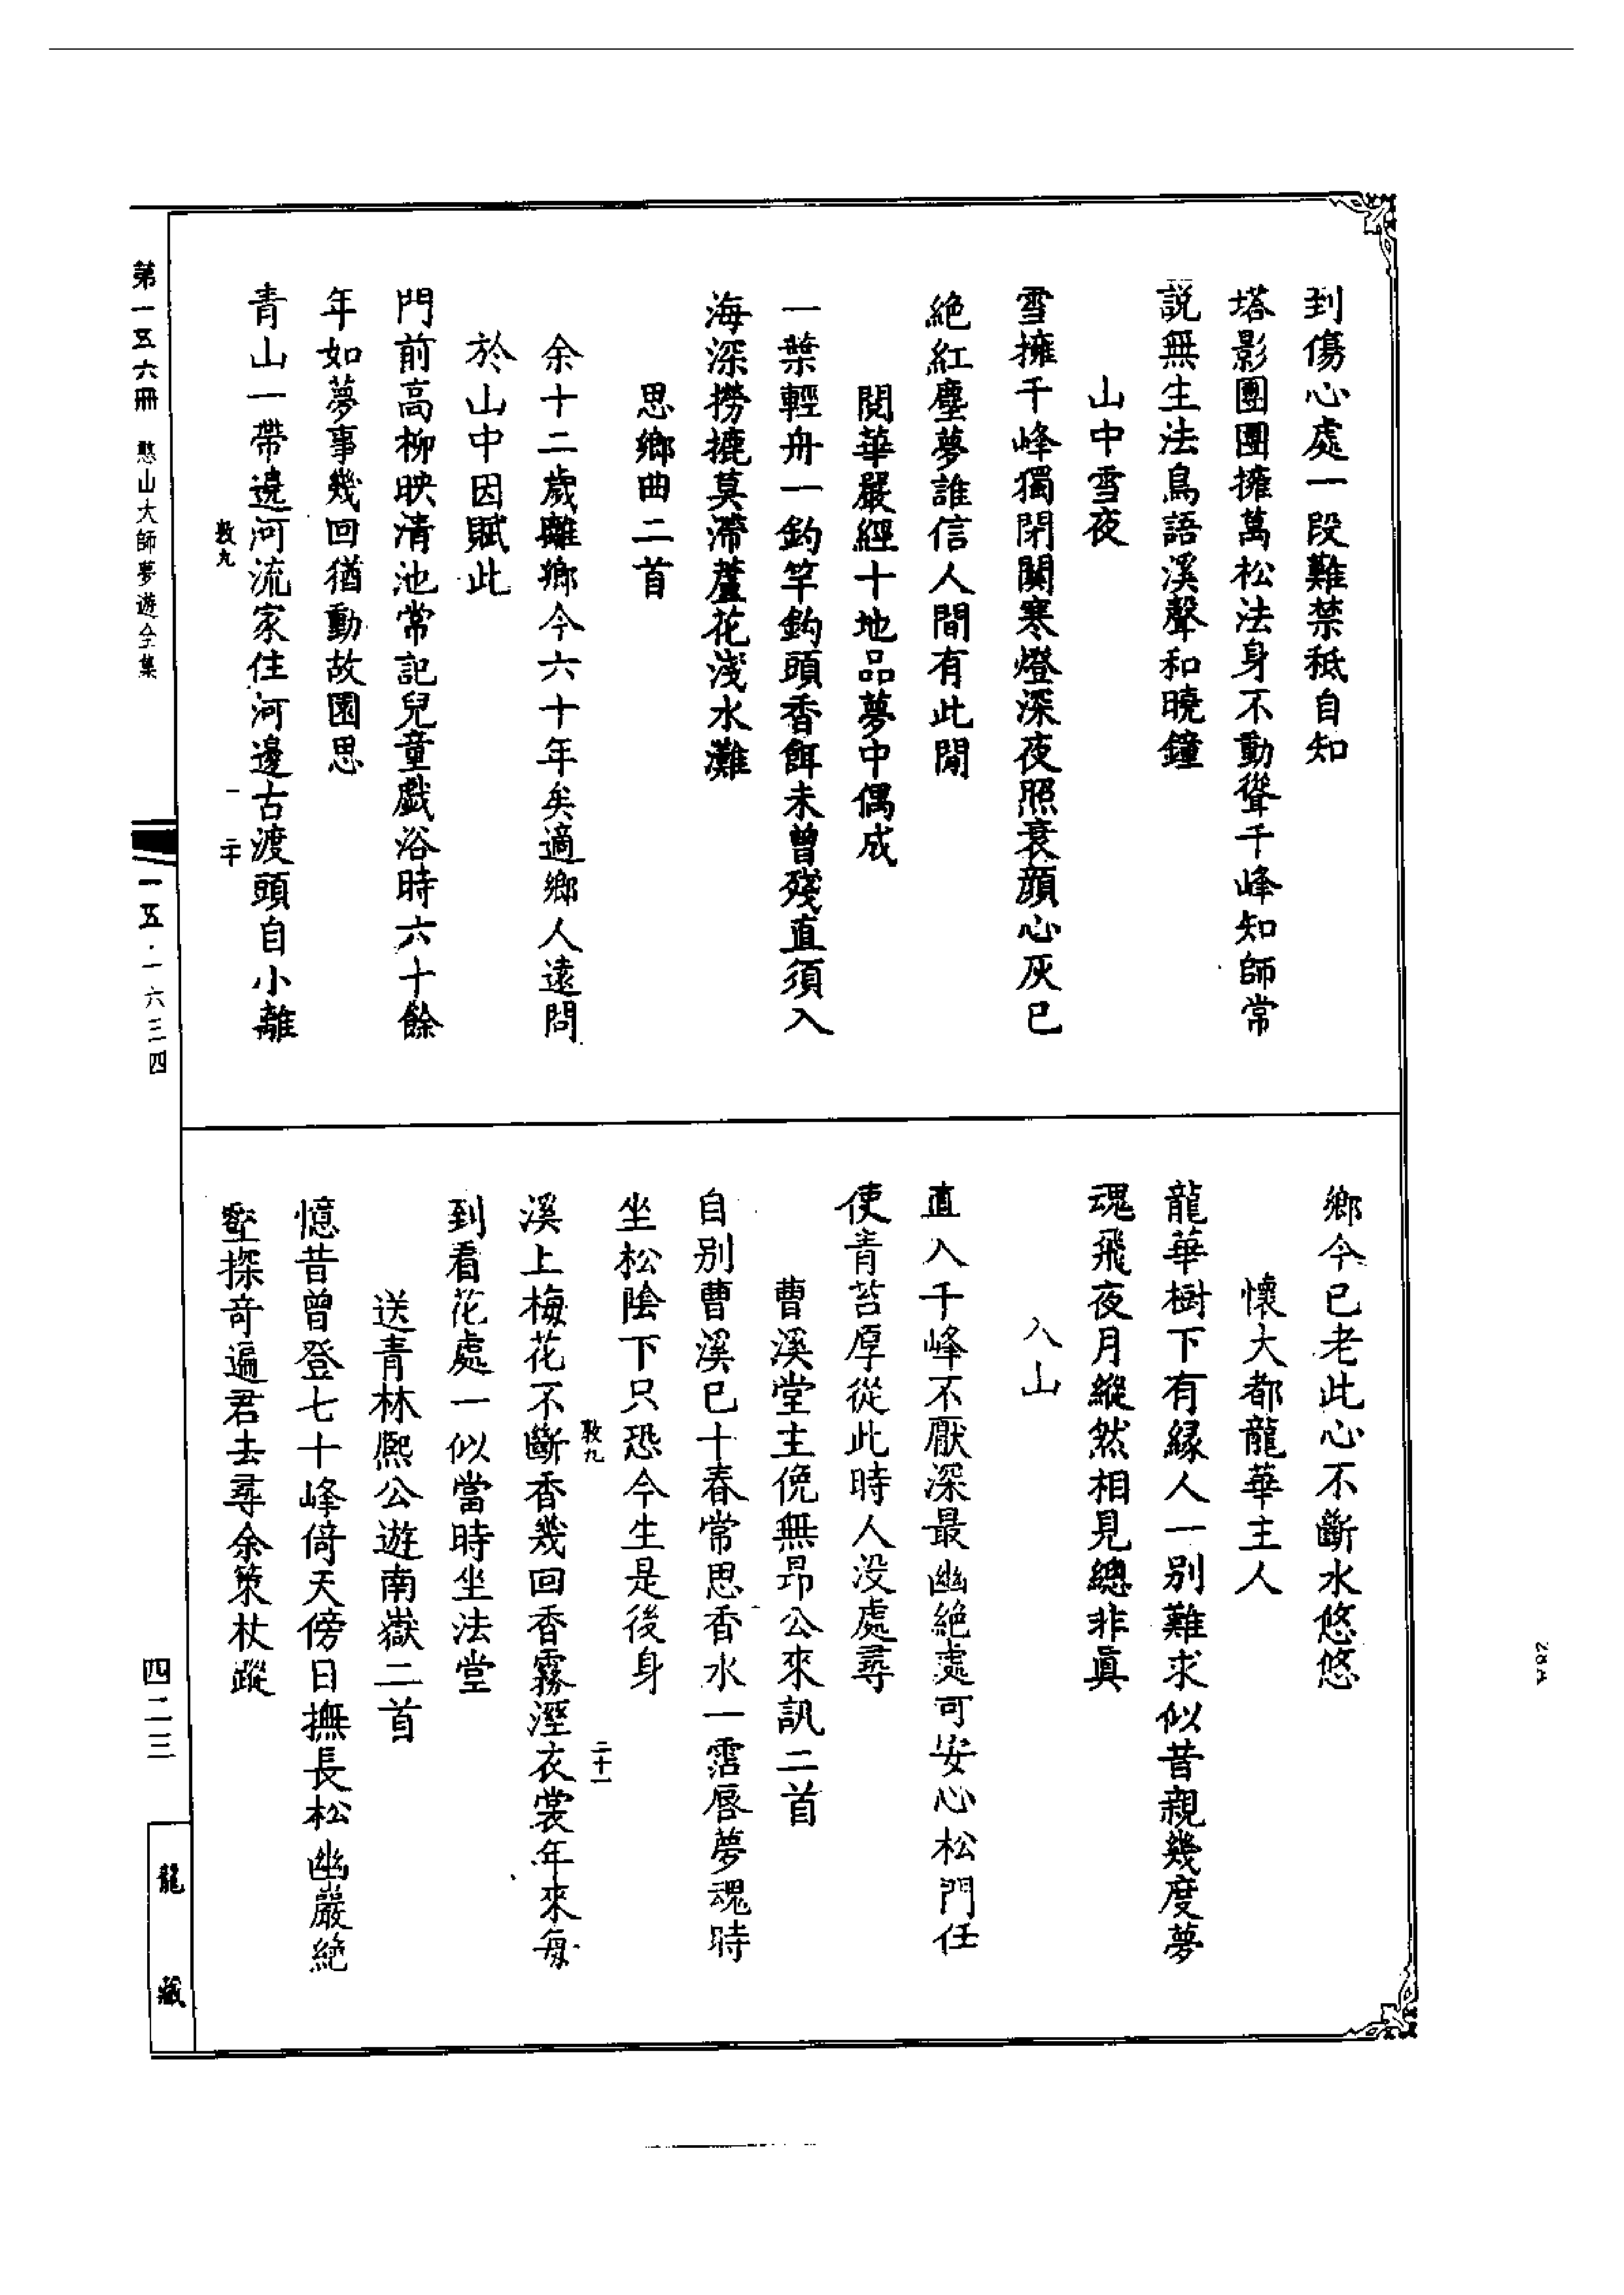 到傷心處一段難禁秪自知
塔影團團擁萬松法身不動聳千峰知師常
說無生法鳥語溪聲和曉鐘
山中雪夜
雪擁千峰獨閉關寒燈深夜照衰顏心灰已
絕紅塵夢誰信人間有此閒
閱華嚴經十地品夢中偶成
一葉輕舟一釣竿鈎頭香餌未曾殘直須入
海深撈摝莫滯蘆花淺水灘
思鄉曲二首
余十二歲離鄉今六十年矣適鄉人遠問
於山中因賦此
門前高柳映清池常記兒童戲浴時六十餘
年如夢事幾回猶動故園思
青山一帶遶河流家住河邊古渡頭自小離
敦九
一
二十
鄉今已老此心不斷水悠悠
懷大都龍華主人
龍華樹下有緣人一別難求似昔親幾度夢
魂飛夜月縱然相見總非眞
入山
直入千峰不厭深最幽絕處可安心松門任
使青苔厚從此時人没處尋
曹溪堂主俛無昂公來訊二首
自別曹溪已十春常思香水一霑唇夢魂時
坐松陰下只恐今生是後身
敦九
二十一
溪上梅花不斷香幾回香霧溼衣裳年來每
到看花處一似當時坐法堂
送青林熈公遊南嶽二首
憶昔曾登七十峰倚天傍日撫長松幽巖絕
壑探奇遍君去尋余策杖蹤
第一五六冊 憨山大師夢遊全集
一五·一六三四
四二三
龍藏